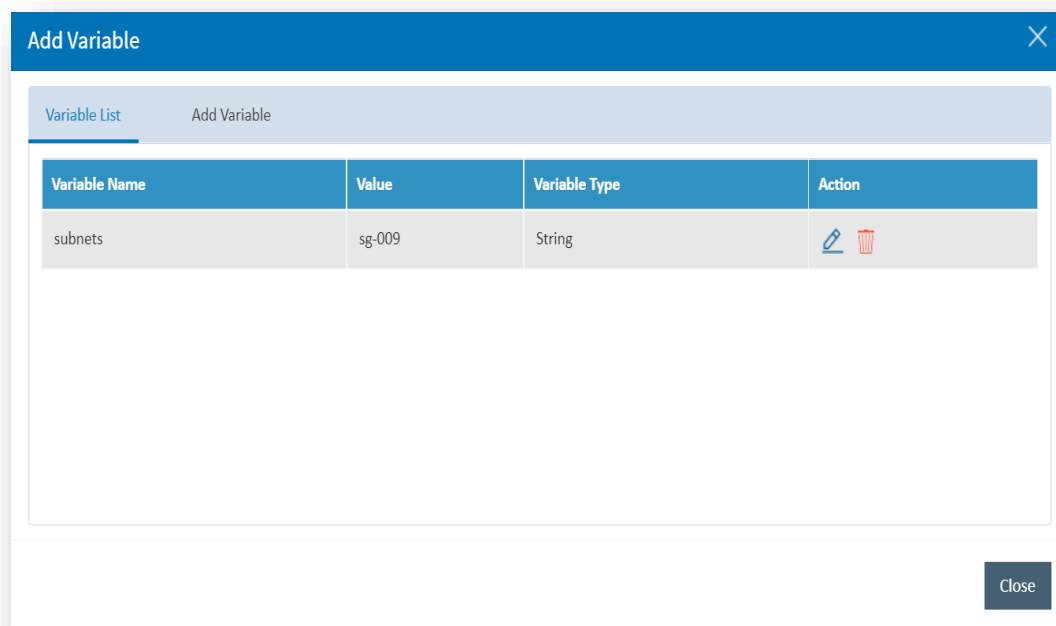 Add Variable
Variable List Add Variable
Variable Name Value Variable Type Action
subnets sg-009 String
Close